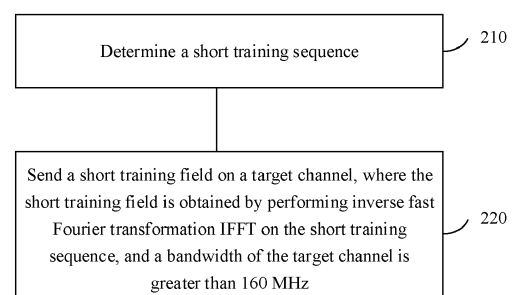 Determine a short training sequence
210
Send a short training field on a target channel, where the
short training field is obtained by performing inverse fast
Fourier transformation IFFT on the short training
sequence, and a bandwidth of the target channel is
greater than 160 MHz
220